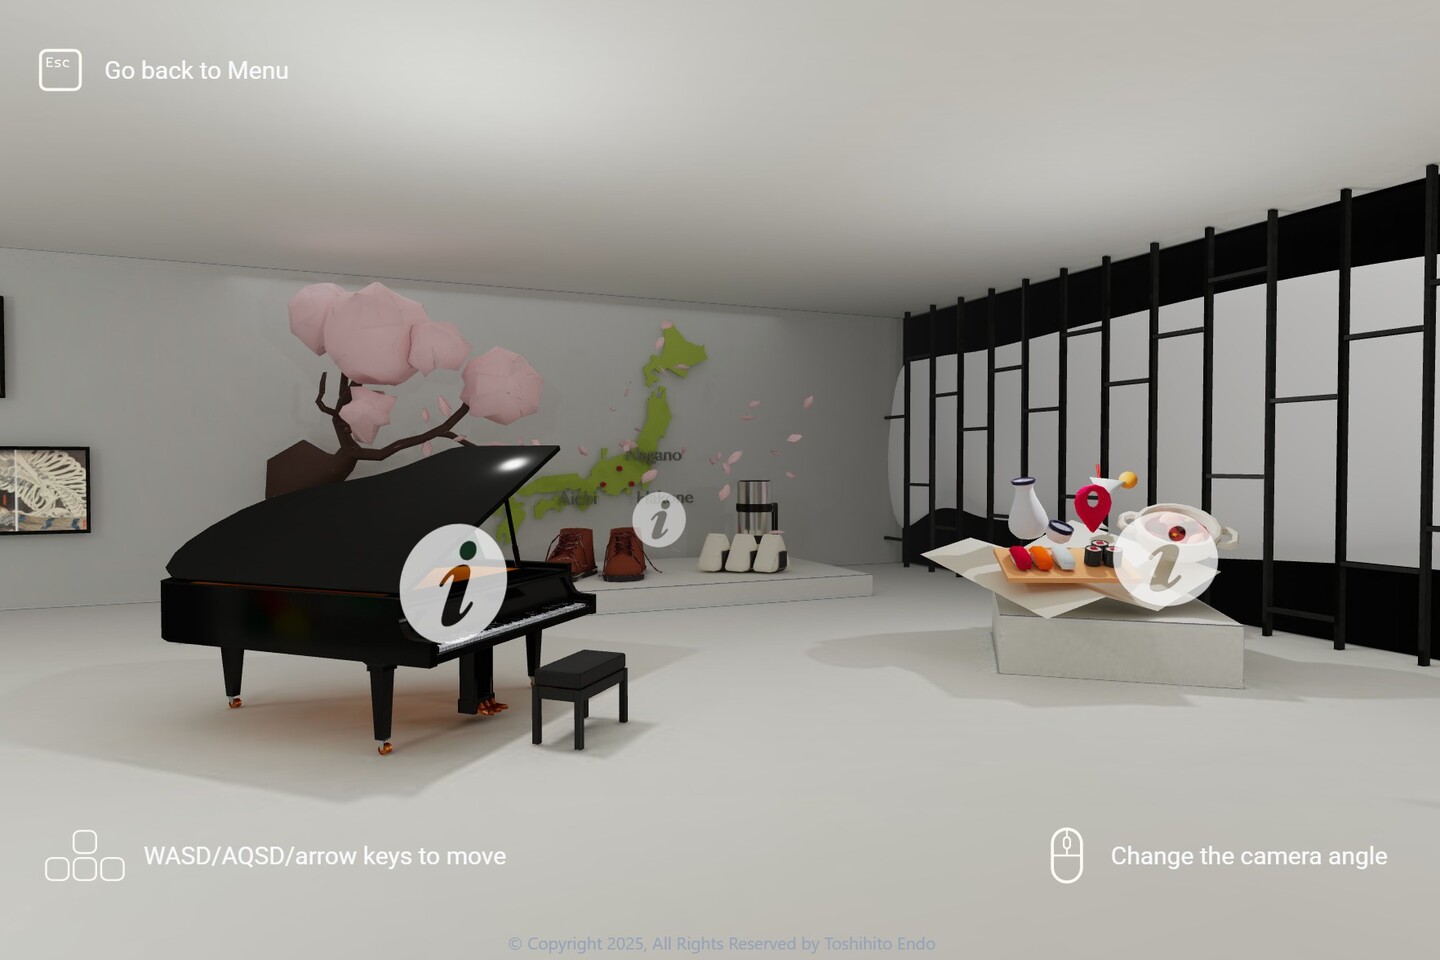 Esc
Go back to Menu
Nagano
Aichi
WASD/AQSD/arrow keys to move
Change the camera angle
© Copyright 2025, All Rights Reserved by Toshihito Endo